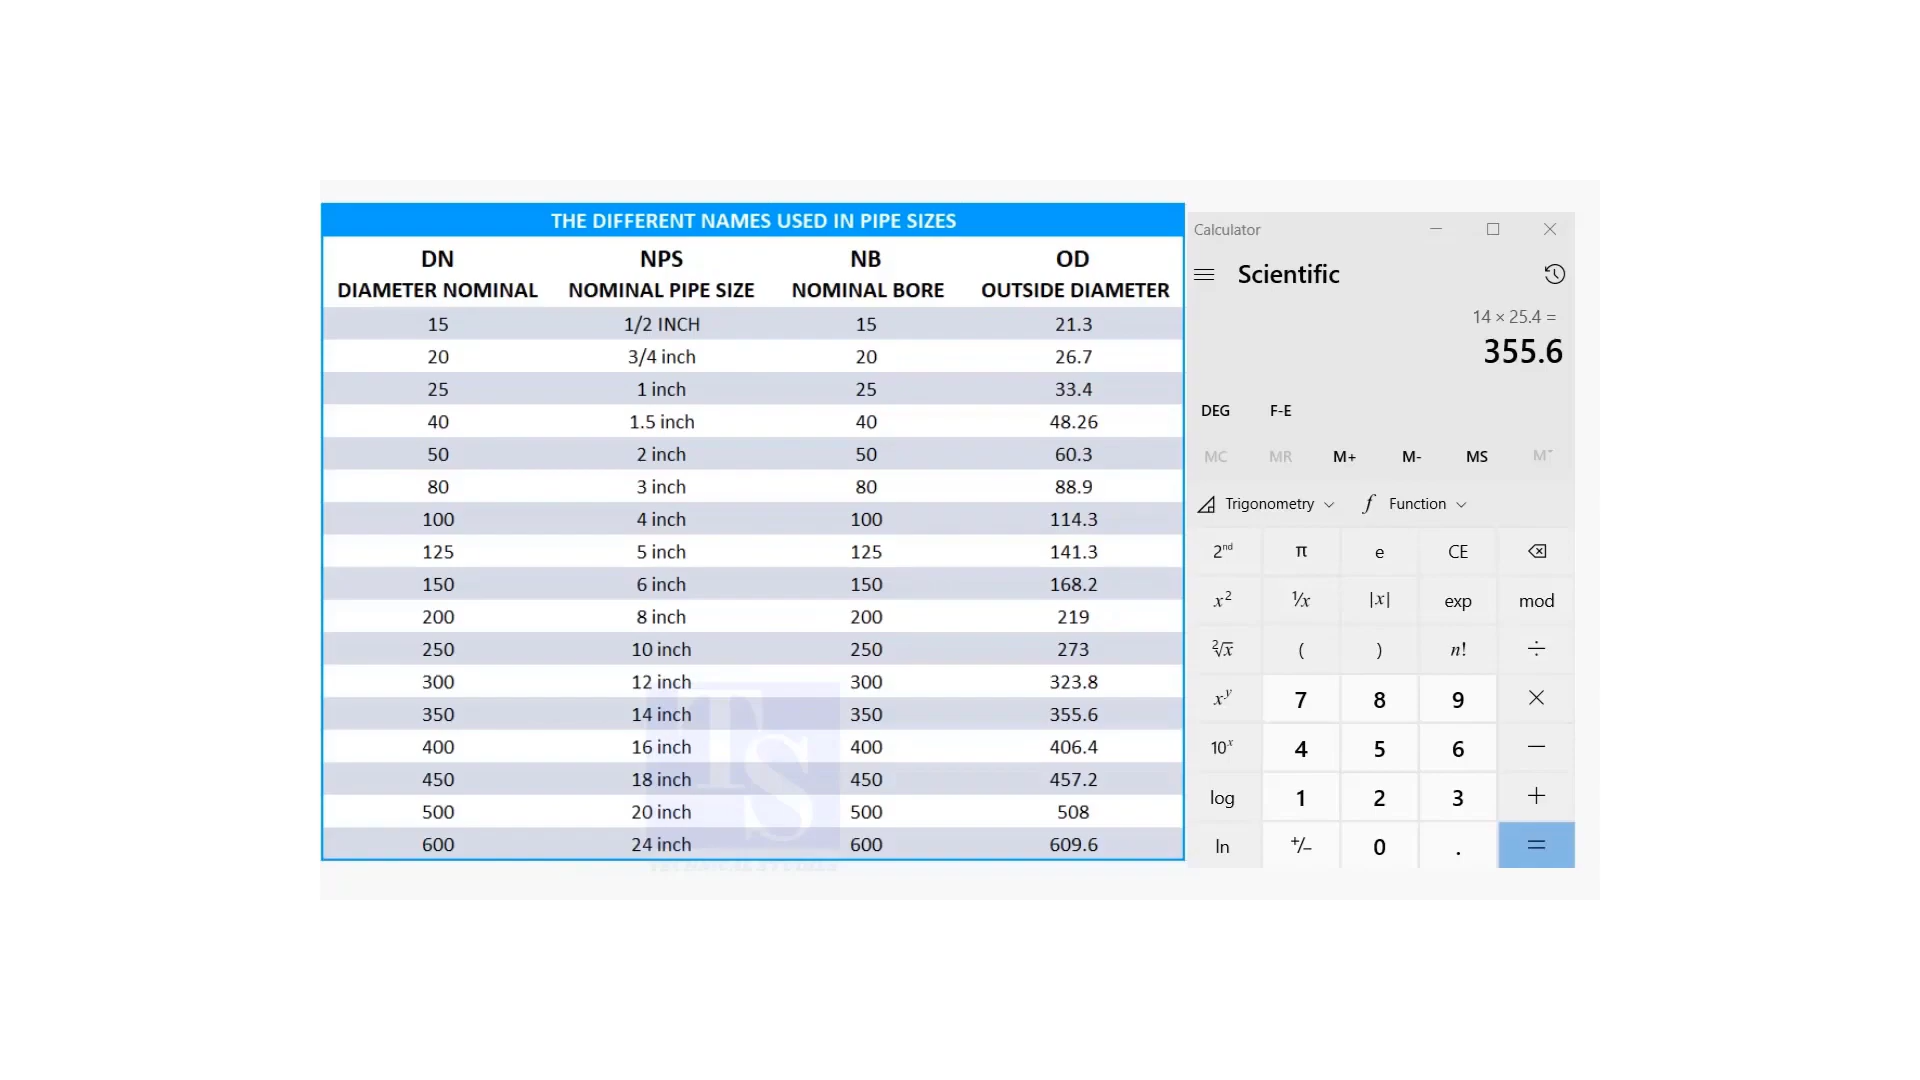 THE DIFFERENT NAMES USED IN PIPE SIZES
DN NPS NB OD
DIAMETER NOMINAL NOMINAL PIPE SIZE NOMINAL BORE OUTSIDE DIAMETER
15 1/2 INCH 15 21.3
20 3/4 inch 20 26.7
25 1 inch 25 33.4
40 1.5 inch 40 48.26
50 2 inch 50 60.3
80 3 inch 80 88.9
100 4 inch 100 114.3
125 5 inch 125 141.3
150 6 inch 150 168.2
200 8 inch 200 219
250 10 inch 250 273
300 12 inch 300 323.8
350 14 inch 350 355.6
400 16 inch 400 406.4
450 18 inch 450 457.2
500 20 inch 500 508
600 24 inch 600 609.6
TS
Calculator
Scientific
14 × 25.4 =
355.6
DEG F-E
MC MR M+ M- MS M˅
Trigonometry f Function
2ⁿᵈ π e CE
x² ¹/x |x| exp mod
²√x ( ) n! ÷
xʸ 7 8 9 ×
10ˣ 4 5 6 −
log 1 2 3 +
ln +/− 0 . =